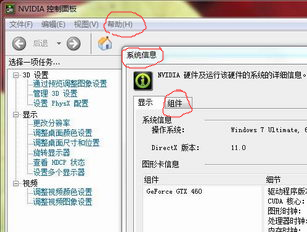 NVIDIA 控制面板
文件(F) 编辑(E) 视图(V) 帮助(H)
后退
选择一项任务...
系统信息
3D 设置
通过预览调整图象设置
管理 3D 设置
设置 PhysX 配置
显示
更改分辨率
调整桌面颜色设置
调整桌面尺寸和位置
旋转显示器
查看 HDCP 状态
设置多个显示器
视频
调整视频颜色设置
调整视频图象设置
NVIDIA 硬件及运行该硬件的系统的详细信息。
显示 组件
系统信息
操作系统: Windows 7 Ultimate, 6
DirectX 版本: 11.0
图形卡信息
组件 细节
GeForce GTX 460 驱动程序版本
CUDA 核心:
图形时钟:
处理器时钟: